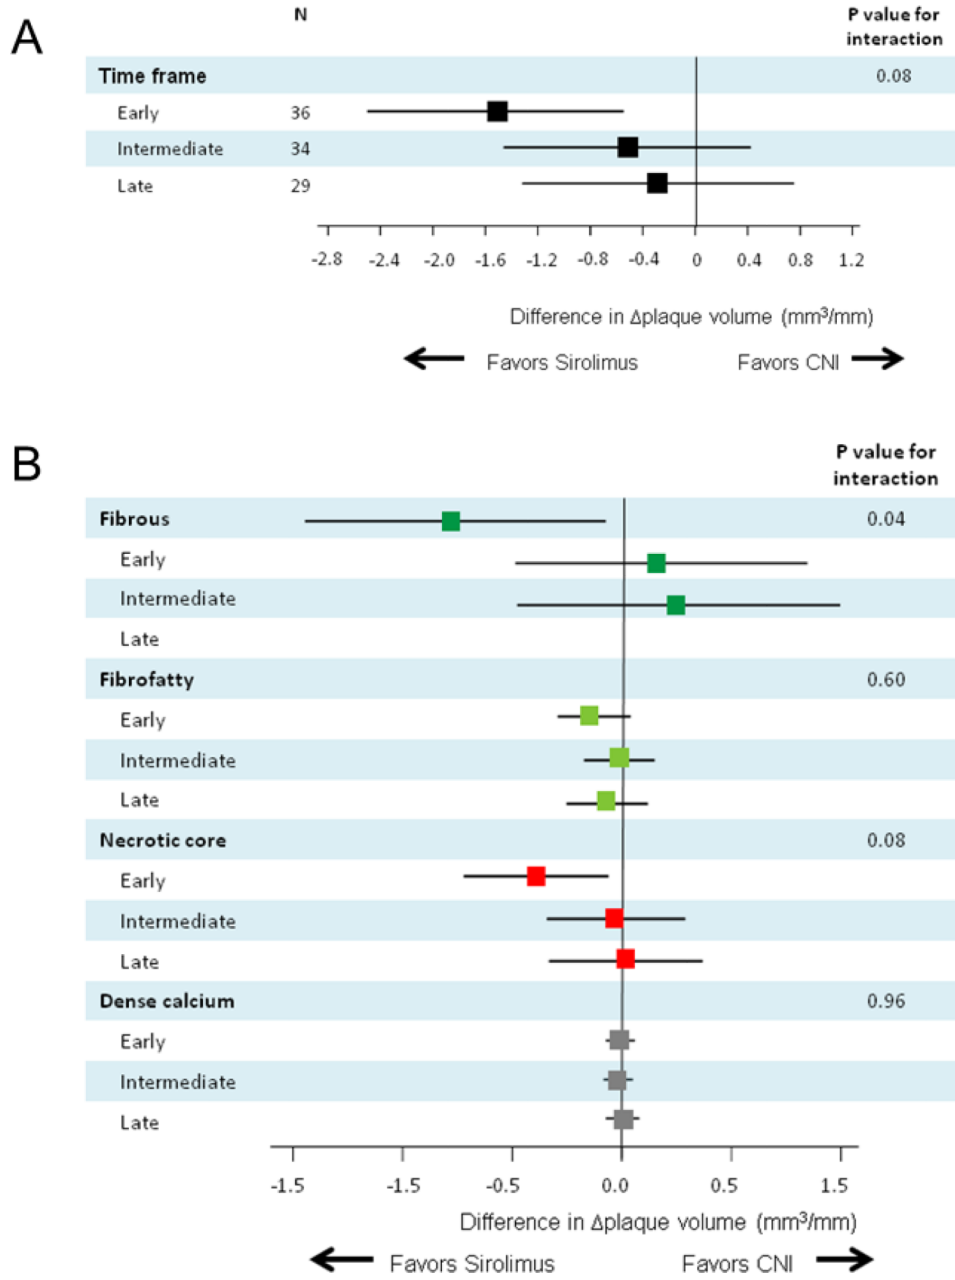 A
N
P value for
interaction
Time frame 0.08
Early 36
Intermediate 34
Late 29
-2.8 -2.4 -2.0 -1.6 -1.2 -0.8 -0.4 0 0.4 0.8 1.2
Difference in Δplaque volume (mm³/mm)
Favors Sirolimus Favors CNI
B
P value for
interaction
Fibrous 0.04
Early
Intermediate
Late
Fibrofatty 0.60
Early
Intermediate
Late
Necrotic core 0.08
Early
Intermediate
Late
Dense calcium 0.96
Early
Intermediate
Late
-1.5 -1.5 -0.5 0.0 0.5 1.5
Difference in Δplaque volume (mm³/mm)
Favors Sirolimus Favors CNI